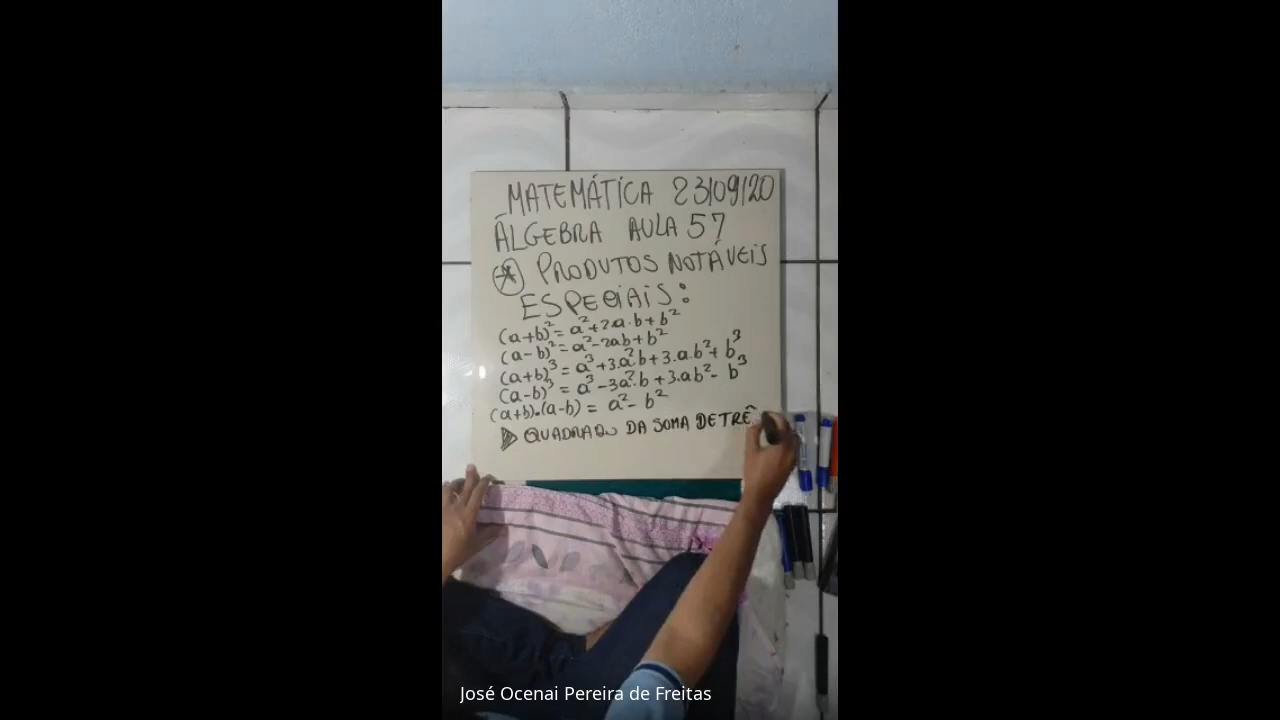 MATEMÁTICA 23/09/20
ÁLGEBRA AULA 57
* PRODUTOS NOTÁVEIS
ESPECIAIS:
(a+b)² = a²+2a·b+b²
(a-b)² = a²-2ab+b²
(a+b)³ = a³+3.a²b+3.a.b²+b³
(a-b)³ = a³-3a²·b+3.ab²-b³
(a+b).(a-b) = a²-b²
QUADRADO DA SOMA DE TRÊ
José Ocenai Pereira de Freitas